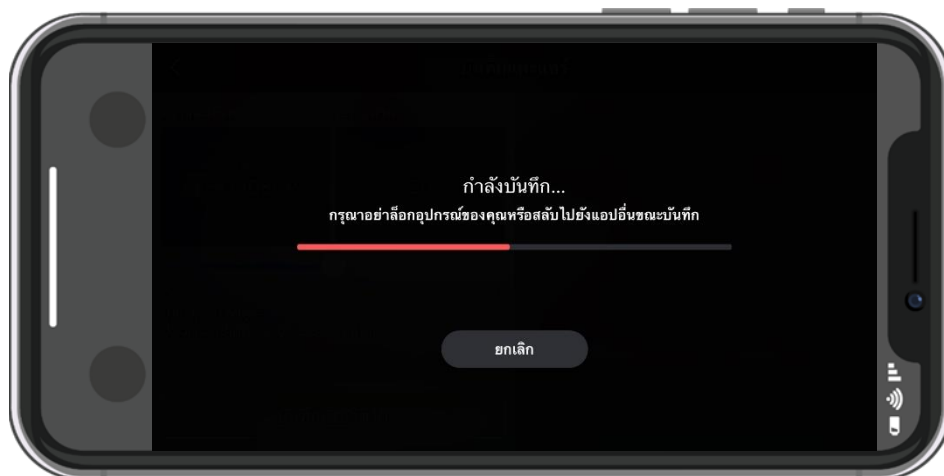 กำลังบันทึก...
กรุณาอย่าล็อกอุปกรณ์ของคุณหรือสลับไปยังแอปอื่นขณะบันทึก
ยกเลิก